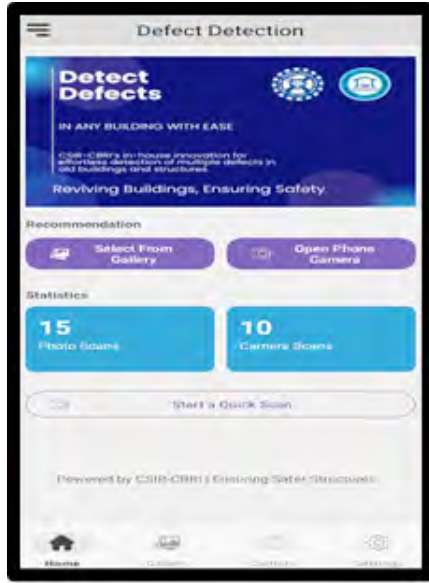 Defect Detection
Detect
Defects
IN ANY BUILDING WITH EASE
CSIR-CBRI's in-house innovation for
effortless detection of multiple defects in
old buildings and structures
Reviving Buildings, Ensuring Safety
Recommendation
Select From
Gallery
Open Phone
Camera
Statistics
15
Photo Scans
10
Camera Scans
Start a Quick Scan
Powered by CSIR-CBRI | Ensuring Safer Structures
Home
Gallery
Camera
Settings